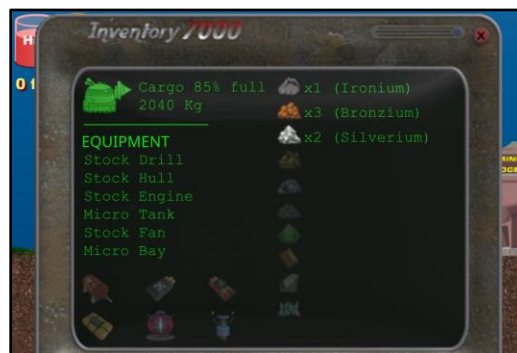 Inventory 7000
Cargo 85% full
2040 Kg
EQUIPMENT
Stock Drill
Stock Hull
Stock Engine
Micro Tank
Stock Fan
Micro Bay
x1 (Ironium)
x3 (Bronzium)
x2 (Silverium)